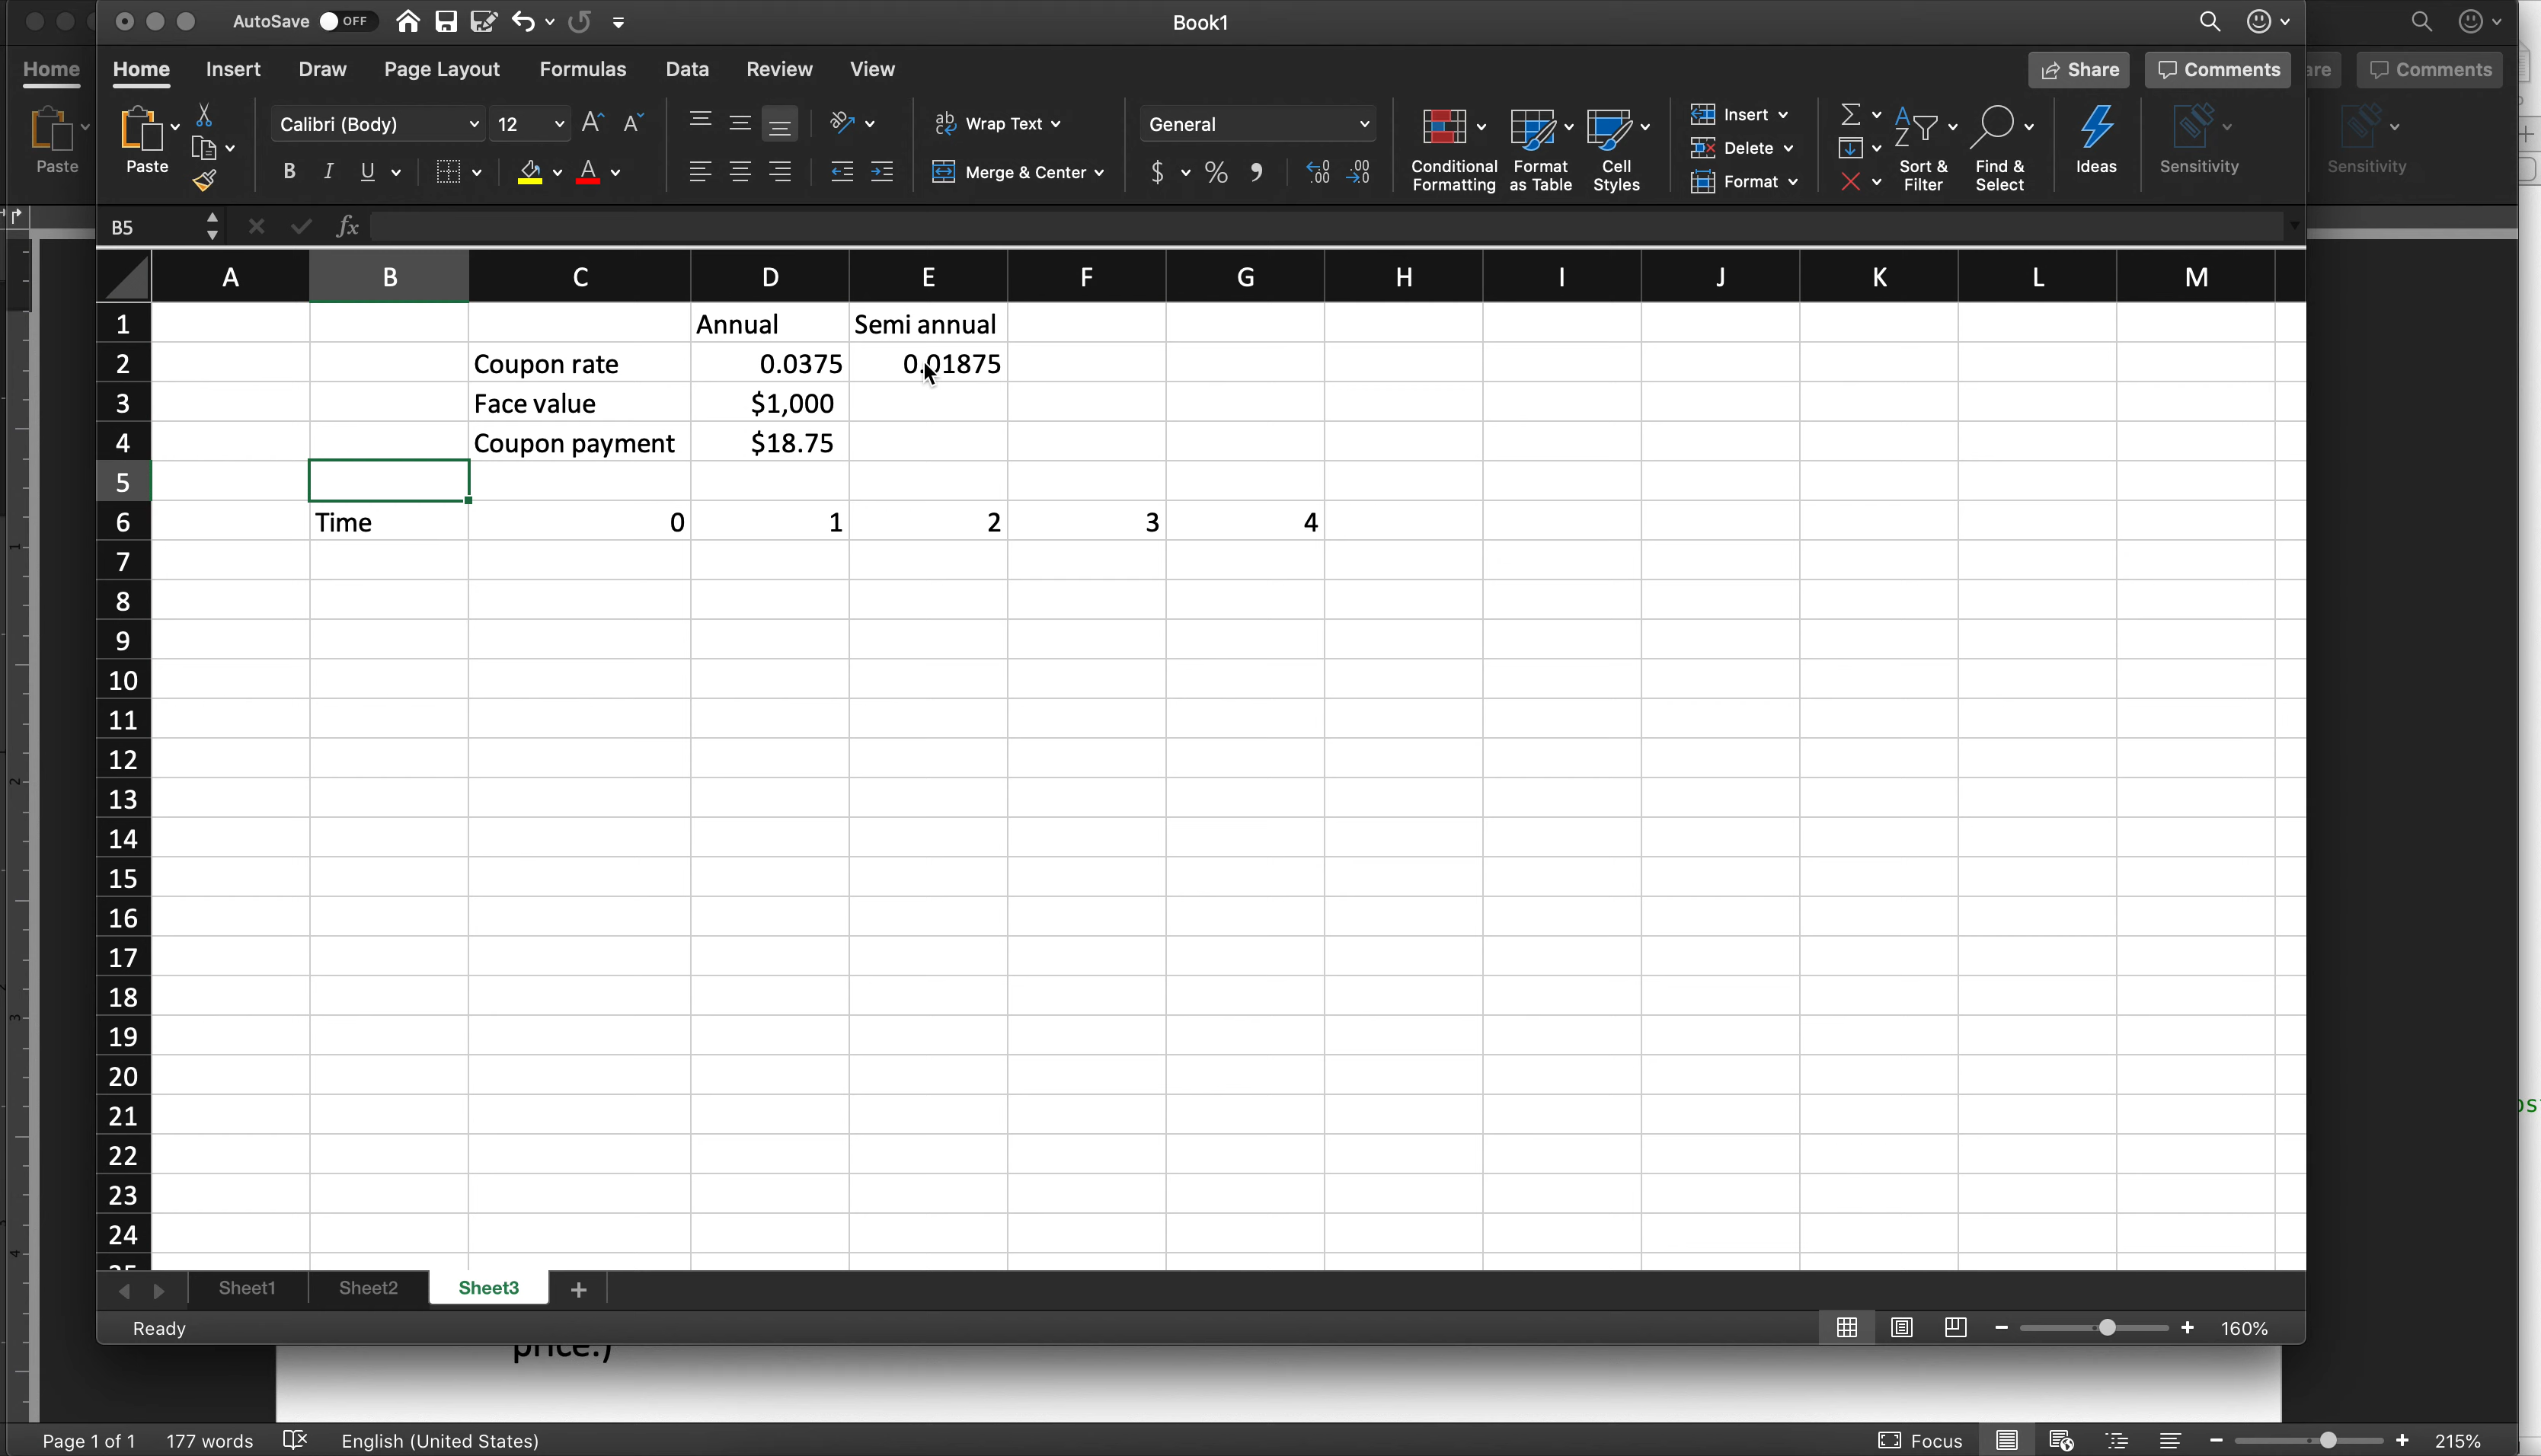 AutoSave OFF Book1
Home Home Insert Draw Page Layout Formulas Data Review View Share Comments Comments
Calibri (Body) 12 Wrap Text General Insert
Paste Paste B I U Merge & Center $ % Conditional Formatting Format as Table Cell Styles Delete Format Sort & Filter Find & Select Ideas Sensitivity Sensitivity
B5 fx
A B C D E F G H I J K L M
1 Annual Semi annual
2 Coupon rate 0.0375 0.01875
3 Face value $1,000
4 Coupon payment $18.75
5
6 Time 0 1 2 3 4
7
8
9
10
11
12
13
14
15
16
17
18
19
20
21
22
23
24
Sheet1 Sheet2 Sheet3 +
Ready 160%
price.)
Page 1 of 1 177 words English (United States) Focus 215%